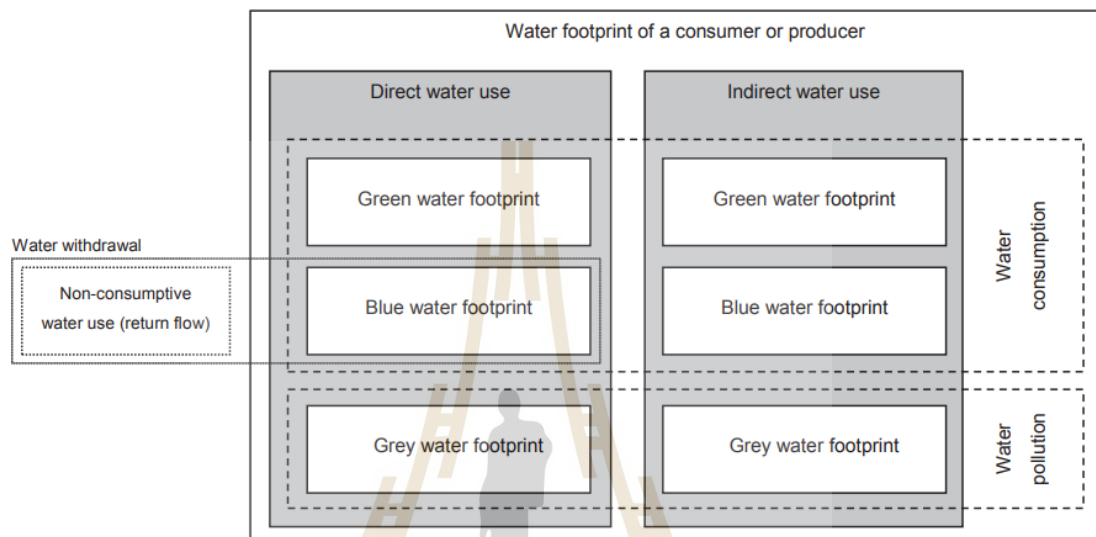 Water footprint of a consumer or producer
Direct water use
Indirect water use
Green water footprint
Green water footprint
Water
consumption
Water withdrawal
Non-consumptive
water use (return flow)
Blue water footprint
Blue water footprint
Grey water footprint
Grey water footprint
Water
pollution